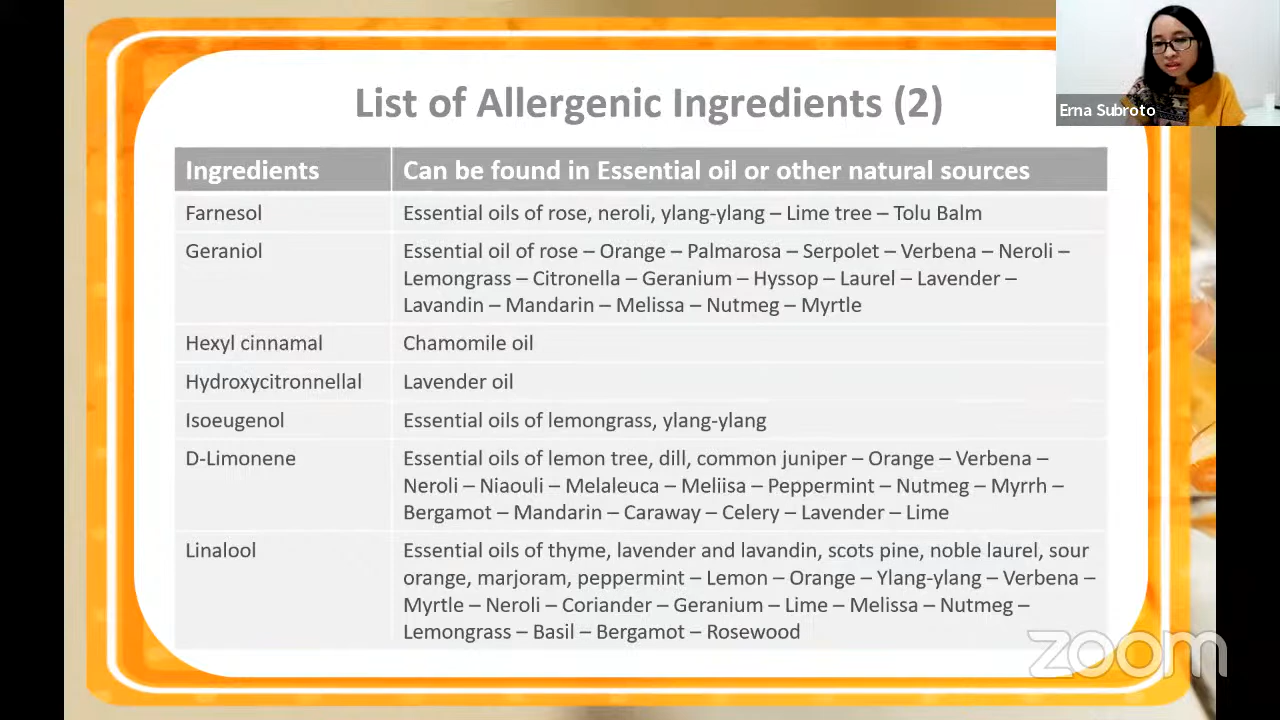 List of Allergenic Ingredients (2)
Erna Subroto
Ingredients
Can be found in Essential oil or other natural sources
Farnesol
Essential oils of rose, neroli, ylang-ylang – Lime tree – Tolu Balm
Geraniol
Essential oil of rose – Orange – Palmarosa – Serpolet – Verbena – Neroli –
Lemongrass – Citronella – Geranium – Hyssop – Laurel – Lavender –
Lavandin – Mandarin – Melissa – Nutmeg – Myrtle
Hexyl cinnamal
Chamomile oil
Hydroxycitronnellal
Lavender oil
Isoeugenol
Essential oils of lemongrass, ylang-ylang
D-Limonene
Essential oils of lemon tree, dill, common juniper – Orange – Verbena –
Neroli – Niaouli – Melaleuca – Meliisa – Peppermint – Nutmeg – Myrrh –
Bergamot – Mandarin – Caraway – Celery – Lavender – Lime
Linalool
Essential oils of thyme, lavender and lavandin, scots pine, noble laurel, sour
orange, marjoram, peppermint – Lemon – Orange – Ylang-ylang – Verbena –
Myrtle – Neroli – Coriander – Geranium – Lime – Melissa – Nutmeg –
Lemongrass – Basil – Bergamot – Rosewood
zoom